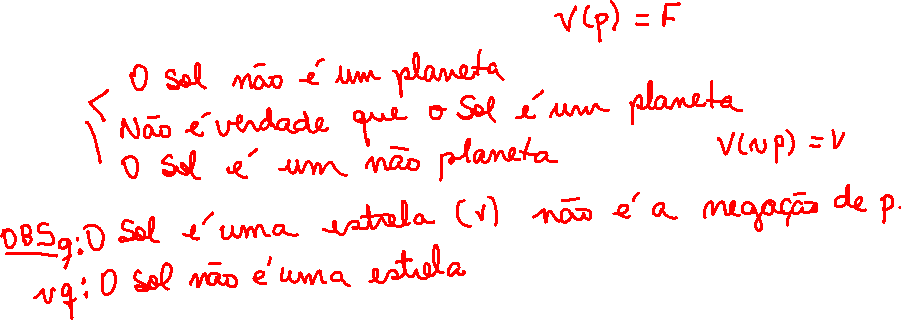 V(p) = F
O Sol não é um planeta
Não é verdade que o Sol é um planeta
O Sol é um não planeta
V(~p) = V
OBS q: O Sol é uma estrela (V) não é a negação de p.
~q: O Sol não é uma estrela